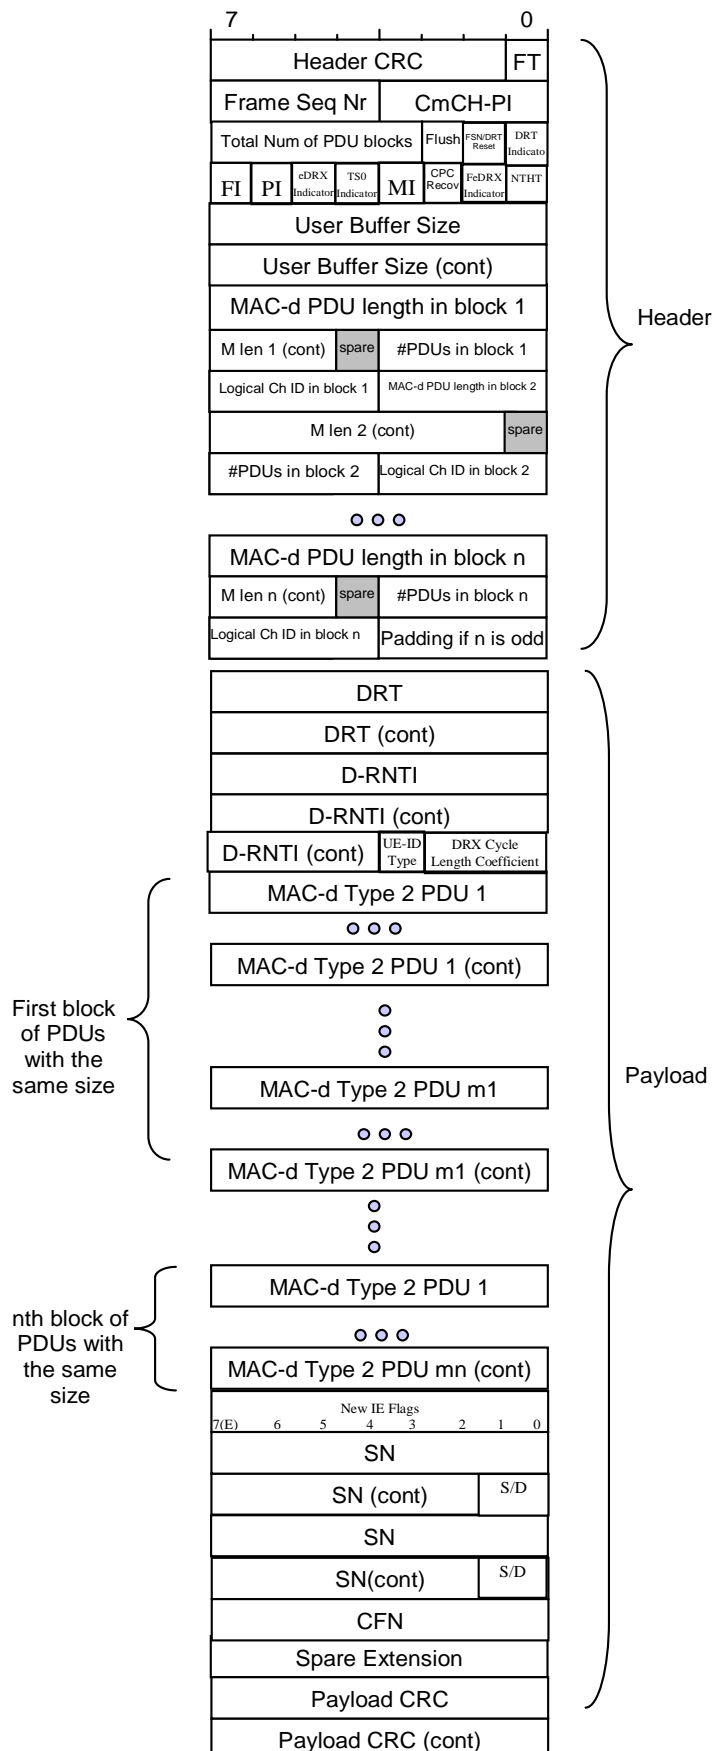 7 0
Header CRC FT
Frame Seq Nr CmCH-PI
Total Num of PDU blocks Flush FSN/DRT Reset DRT Indicato
FI PI eDRX Indicator TS0 Indicator MI CPC Recov FeDRX Indicator NTHT
User Buffer Size
User Buffer Size (cont)
MAC-d PDU length in block 1
Header
M len 1 (cont) spare #PDUs in block 1
Logical Ch ID in block 1 MAC-d PDU length in block 2
M len 2 (cont) spare
#PDUs in block 2 Logical Ch ID in block 2
MAC-d PDU length in block n
M len n (cont) spare #PDUs in block n
Logical Ch ID in block n Padding if n is odd
DRT
DRT (cont)
D-RNTI
D-RNTI (cont)
D-RNTI (cont) UE-ID Type DRX Cycle Length Coefficient
MAC-d Type 2 PDU 1
MAC-d Type 2 PDU 1 (cont)
First block
of PDUs
with the
same size
Payload
MAC-d Type 2 PDU m1
MAC-d Type 2 PDU m1 (cont)
MAC-d Type 2 PDU 1
nth block of
PDUs with
the same
size
MAC-d Type 2 PDU mn (cont)
New IE Flags
7(E) 6 5 4 3 2 1 0
SN
SN (cont) S/D
SN
SN(cont) S/D
CFN
Spare Extension
Payload CRC
Payload CRC (cont)